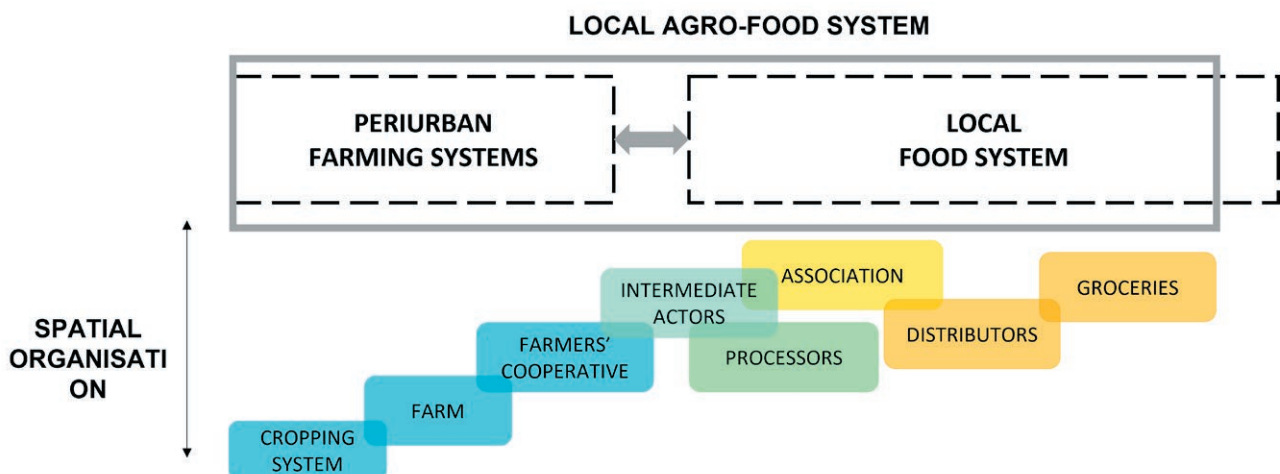 LOCAL AGRO-FOOD SYSTEM
PERIURBAN
FARMING SYSTEMS
LOCAL
FOOD SYSTEM
SPATIAL
ORGANISATI
ON
ASSOCIATION
GROCERIES
INTERMEDIATE
ACTORS
DISTRIBUTORS
FARMERS’
COOPERATIVE
PROCESSORS
FARM
CROPPING
SYSTEM